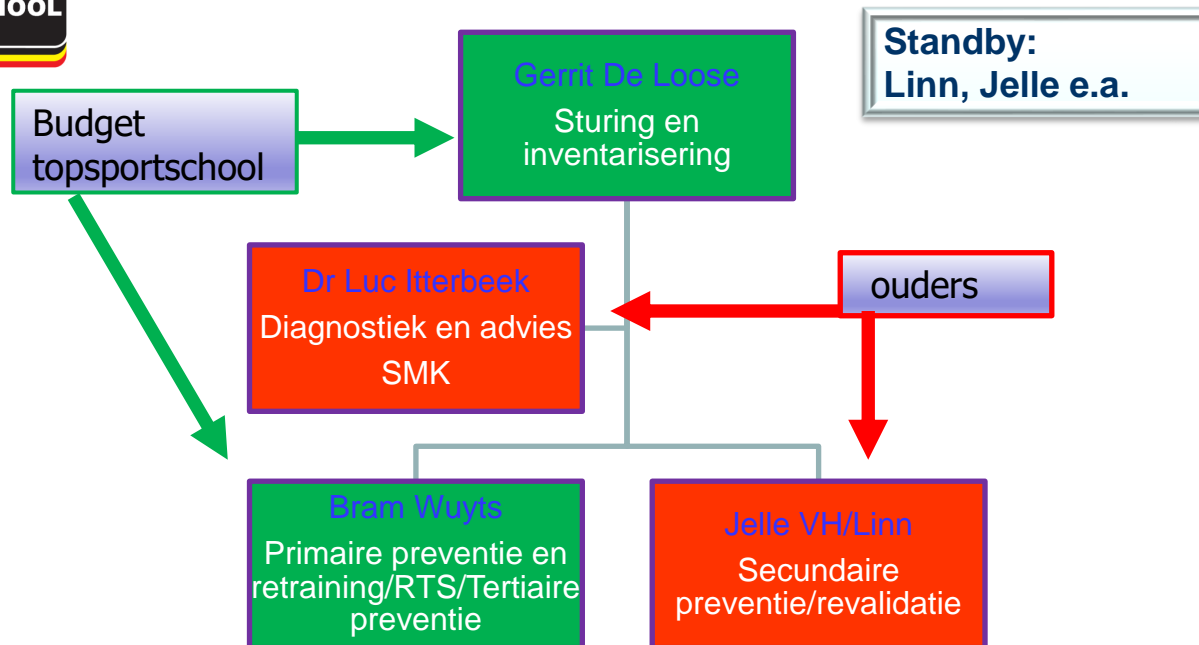 Standby:
Linn, Jelle e.a.
Budget
topsportschool
Gerrit De Loose
Sturing en
inventarisering
Dr Luc Itterbeek
Diagnostiek en advies
SMK
ouders
Bram Wuyts
Primaire preventie en
retraining/RTS/Tertiaire
preventie
Jelle VH/Linn
Secundaire
preventie/revalidatie